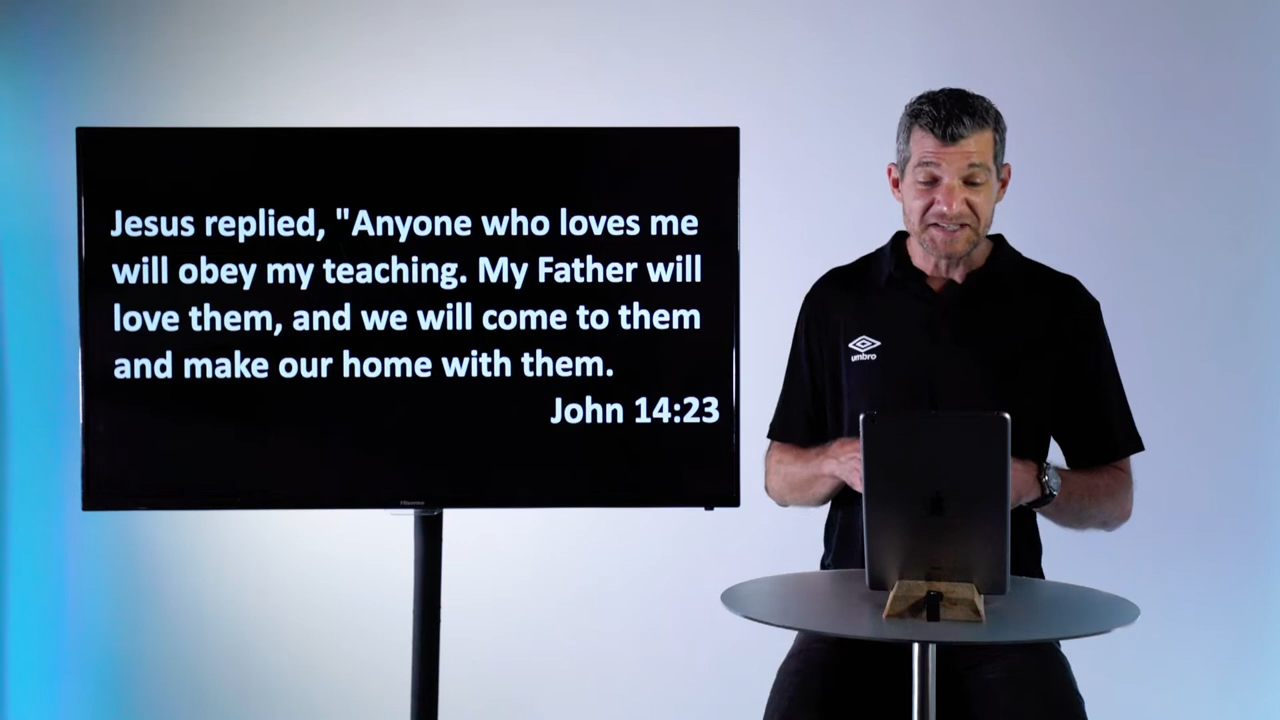 Jesus replied, "Anyone who loves me
will obey my teaching. My Father will
love them, and we will come to them
and make our home with them.
John 14:23
Hisense
umbro